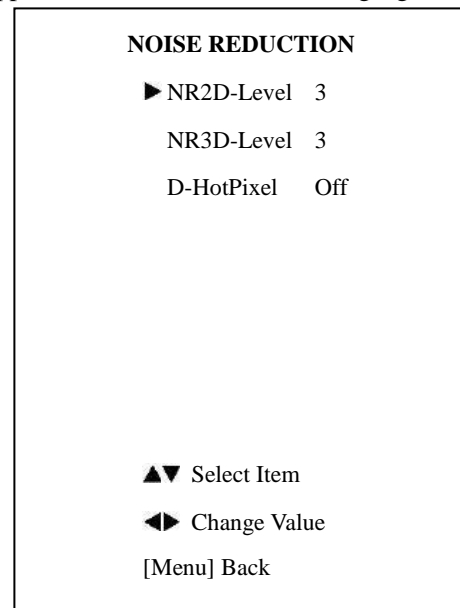 NOISE REDUCTION
▶ NR2D-Level 3
NR3D-Level 3
D-HotPixel Off
▲▼ Select Item
◀▶ Change Value
[Menu] Back